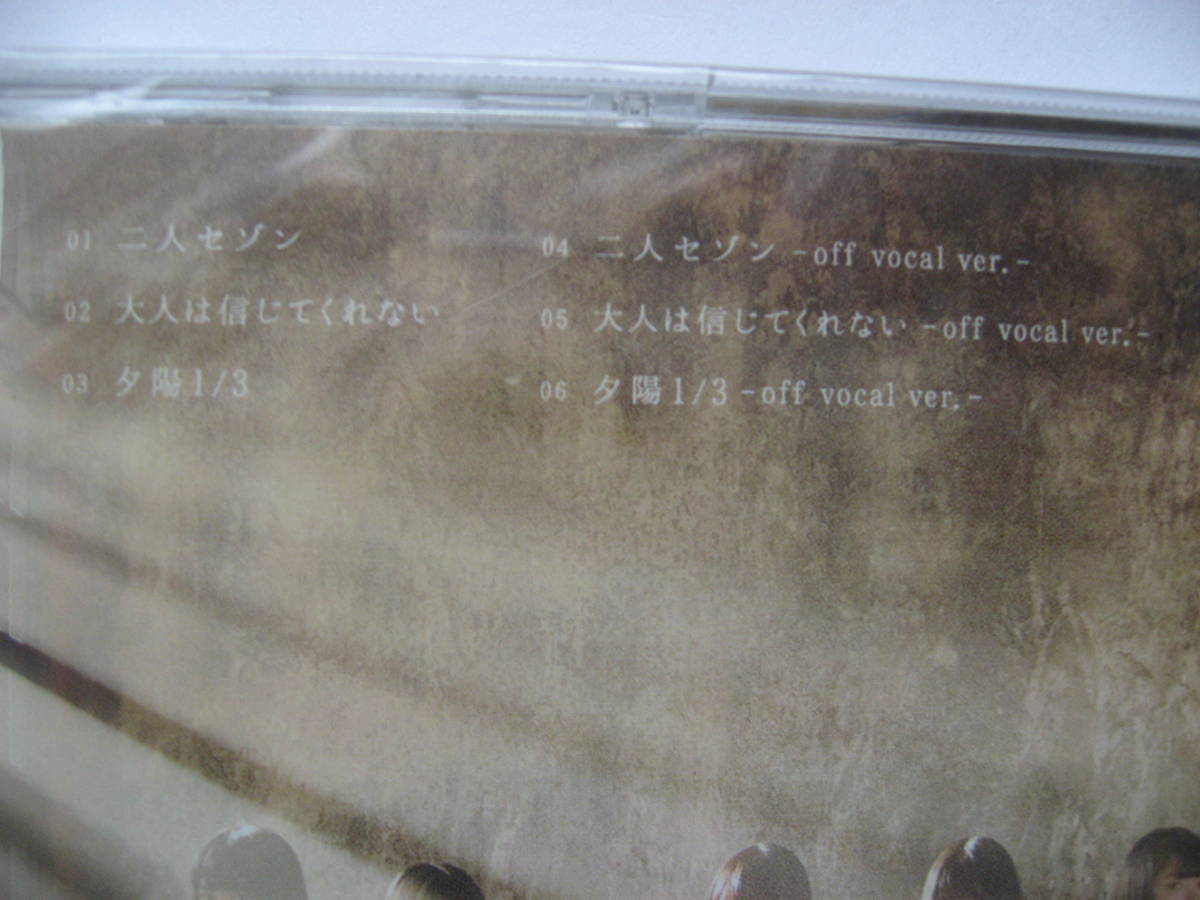 01 二人セゾン
02 大人は信じてくれない
03 夕陽1/3
04 二人セゾン -off vocal ver.-
05 大人は信じてくれない -off vocal ver.-
06 夕陽1/3 -off vocal ver.-